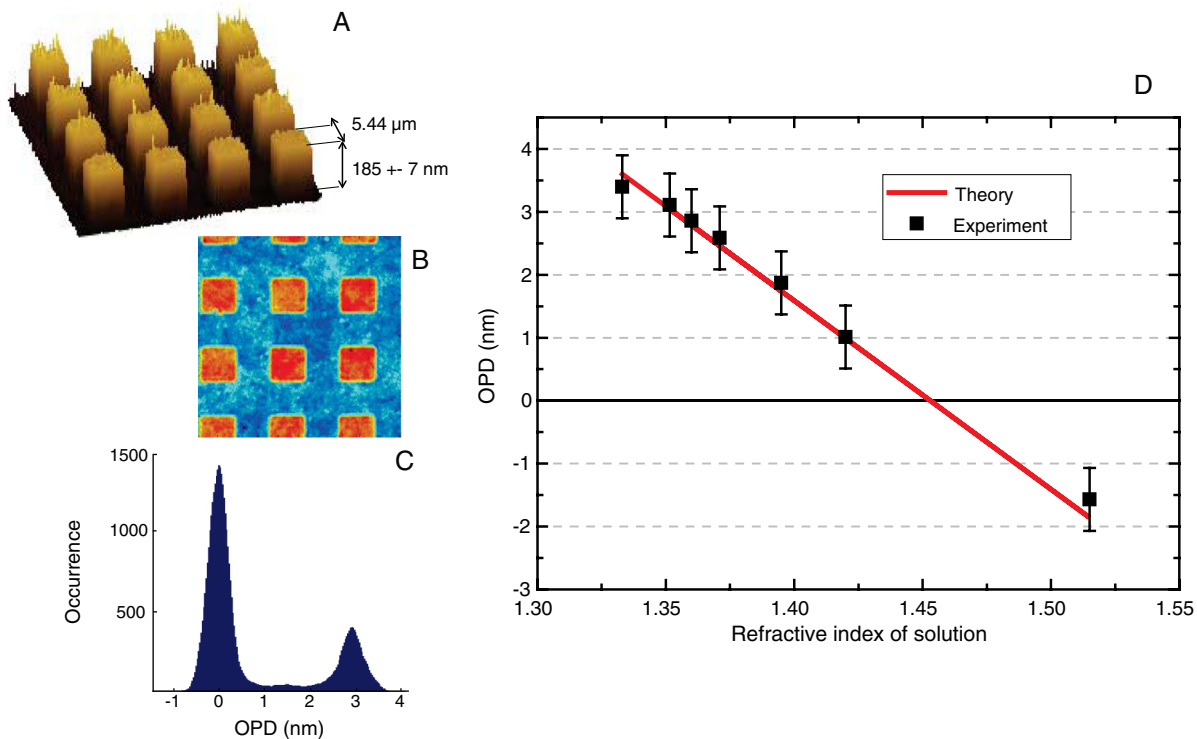 A
5.44 µm
185 +- 7 nm
B
C
1500
1000
500
Occurrence
-1 0 1 2 3 4
OPD (nm)
D
4
3
2
1
0
-1
-2
-3
OPD (nm)
Theory
Experiment
1.30 1.35 1.40 1.45 1.50 1.55
Refractive index of solution